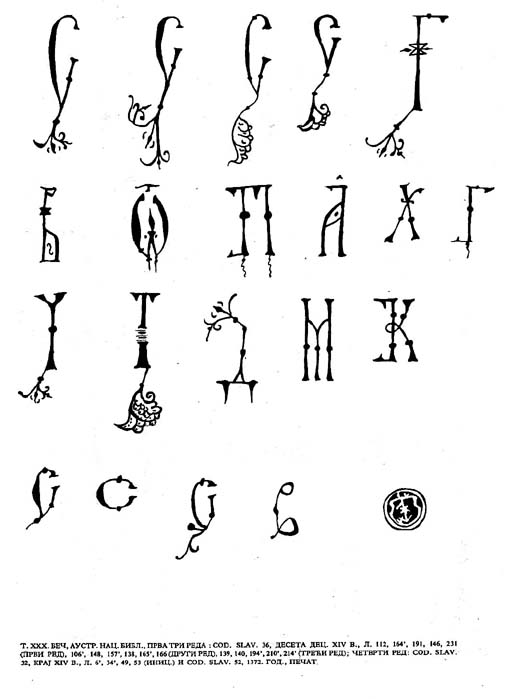 Т. XXX. БЕЧ, АУСТР. НАЦ. БИБЛ., ПРВА ТРИ РЕДА : COD. SLAV. 36, ДЕСЕТА ДЕЦ. XIV В., Л. 112, 164', 191, 146, 231
(ПРВИ РЕД), 106', 148, 157', 138, 165', 166 (ДРУГИ РЕД), 139, 140, 194', 210', 214' (ТРЕЋИ РЕД); ЧЕТВРТИ РЕД: COD. SLAV.
32, КРАЈ XIV В., Л. 6', 34', 49, 53 (ИНИЦ.) И COD. SLAV. 52, 1372. ГОД., ПЕЧАТ.